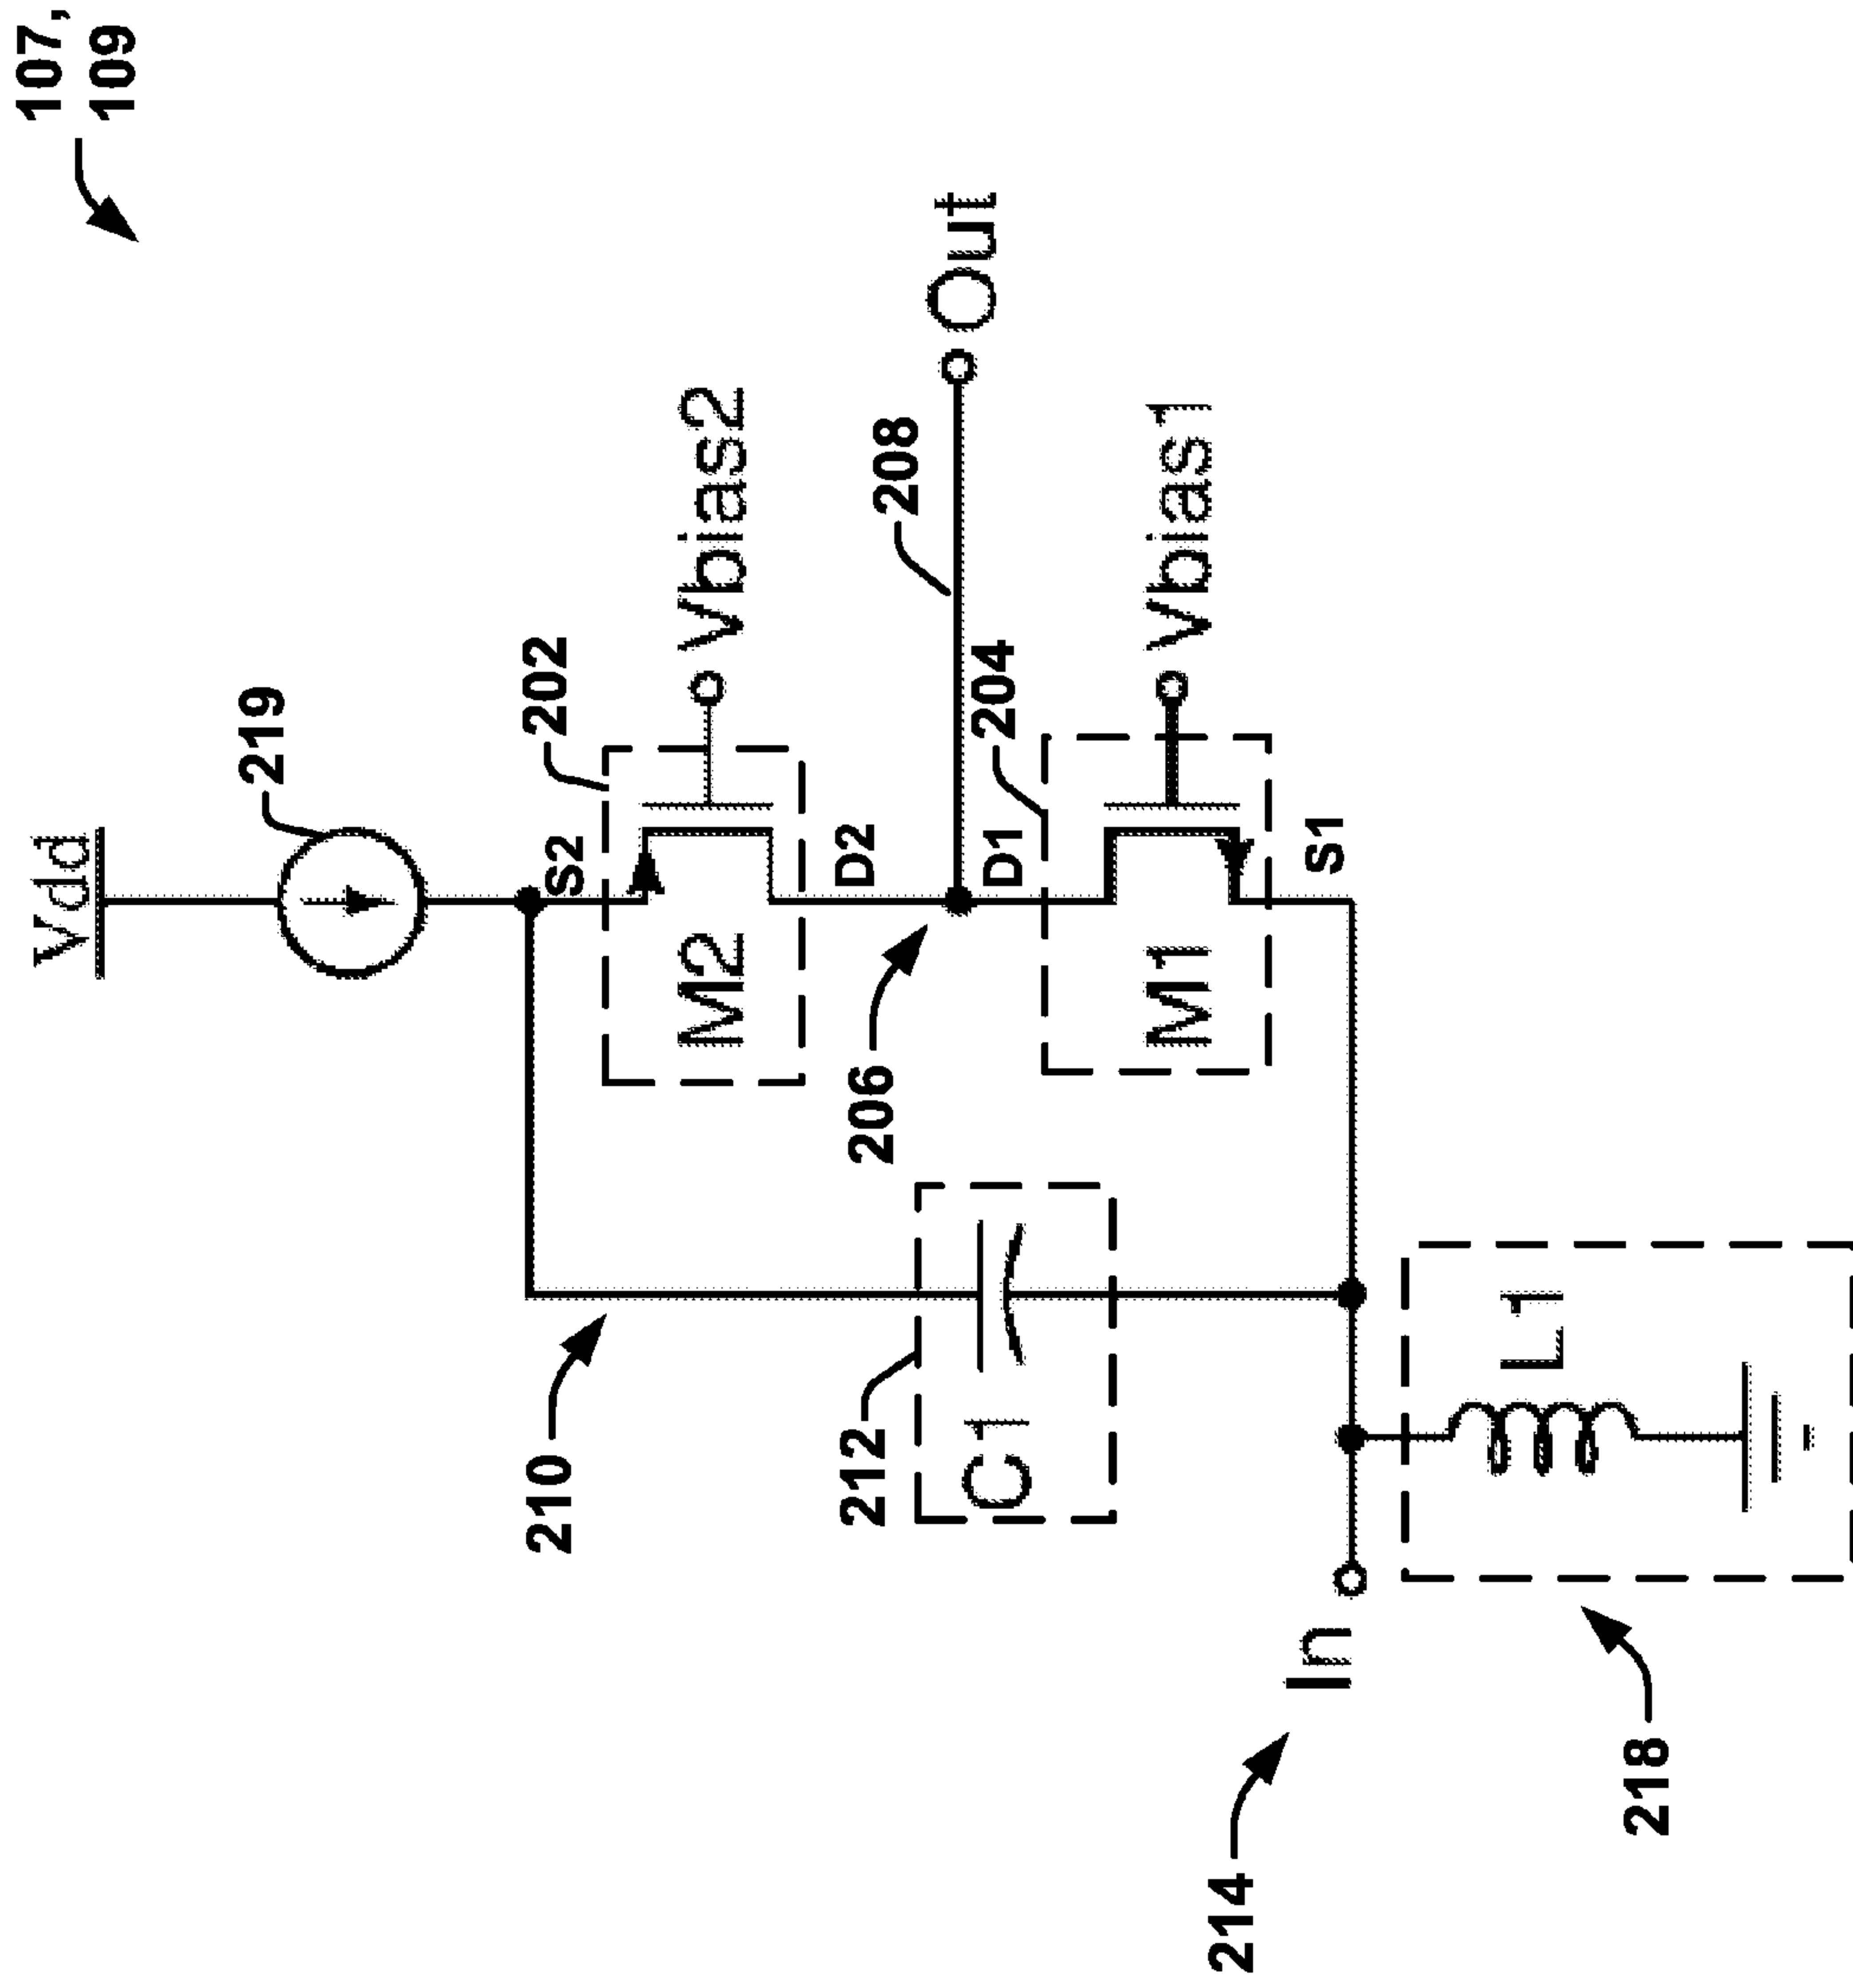 107,
109
Vdd
219
S2
202
M2
Vbias2
D2
206
208
Out
D1
204
M1
Vbias1
S1
210
212
C1
L1
In
214
218